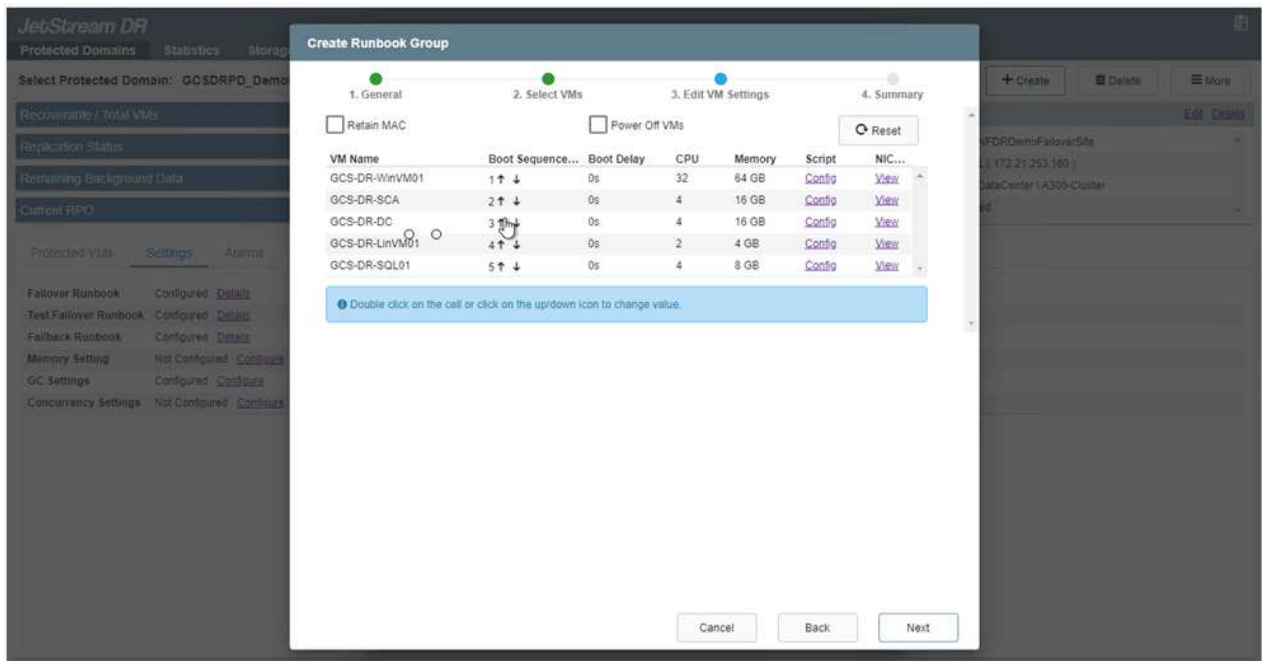 JetStream DR
Protected Domains Statistics Storag
Create Runbook Group
Select Protected Domain: GCSDRPD_Demo
+ Create Delete More
1. General 2. Select VMs 3. Edit VM Settings 4. Summary
Recoverable / Total VMs
Edit Details
Retain MAC Power Off VMs Reset
Replication Status
( 172.21.253.160 )
VM Name Boot Sequence... Boot Delay CPU Memory Script NIC...
GCS-DR-WinVM01 1 ↑ ↓ 0s 32 64 GB Config View
Remaining Background Data
DataCenter \ A300-Cluster
GCS-DR-SCA 2 ↑ ↓ 0s 4 16 GB Config View
Current RPO
GCS-DR-DC 3 ↓ 0s 4 16 GB Config View
GCS-DR-LinVM01 4 ↑ ↓ 0s 2 4 GB Config View
Protected VMs Settings Alarms
GCS-DR-SQL01 5 ↑ ↓ 0s 4 8 GB Config View
Failover Runbook Configured Details
Double click on the cell or click on the up/down icon to change value.
Test Failover Runbook Configured Details
Failback Runbook Configured Details
Memory Setting Not Configured Configure
GC Settings Configured Configure
Concurrency Settings Not Configured Configure
Cancel Back Next